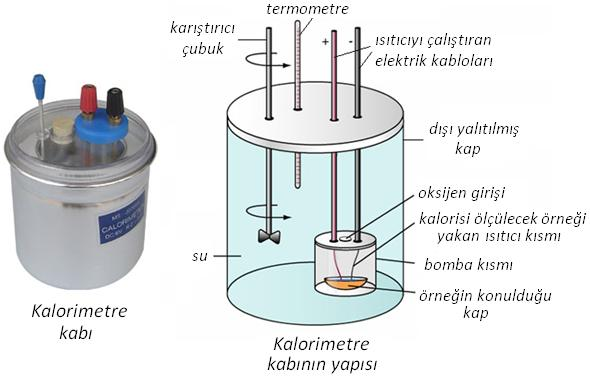 termometre
karıştırıcı
çubuk
+
-
ısıtıcıyı çalıştıran
elektrik kabloları
dışı yalıtılmış
kap
oksijen girişi
kalorisi ölçülecek örneği
yakan ısıtıcı kısmı
su
bomba kısmı
örneğin konulduğu
kap
CALORIMETER
Kalorimetre
kabı
Kalorimetre
kabının yapısı